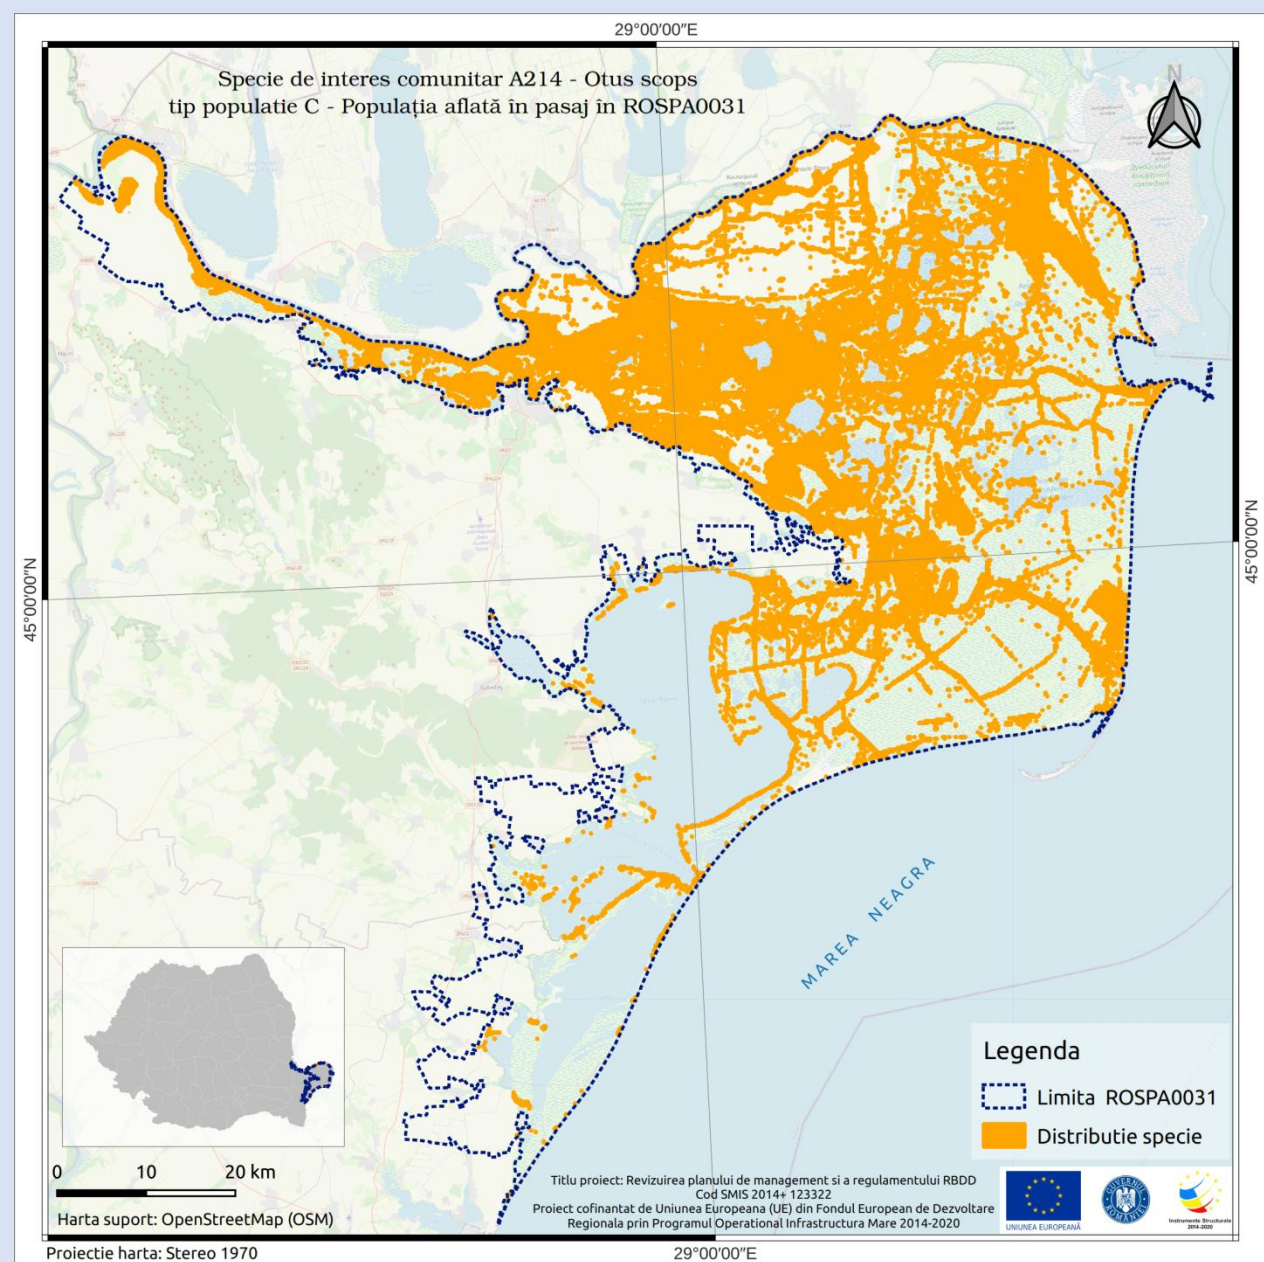 29°00′00″E
Specie de interes comunitar A214 - Otus scops
tip populatie C - Populația aflată în pasaj în ROSPA0031
N
45°00′00″N
45°00′00″N
MAREA NEAGRA
Legenda
Limita ROSPA0031
Distributie specie
0 10 20 km
Harta suport: OpenStreetMap (OSM)
Titlu proiect: Revizuirea planului de management si a regulamentului RBDD
Cod SMIS 2014+ 123322
Proiect cofinantat de Uniunea Europeana (UE) din Fondul European de Dezvoltare
Regionala prin Programul Operational Infrastructura Mare 2014-2020
UNIUNEA EUROPEANĂ
GUVERNUL ROMÂNIEI
Instrumente Structurale
2014-2020
Proiectie harta: Stereo 1970
29°00′00″E